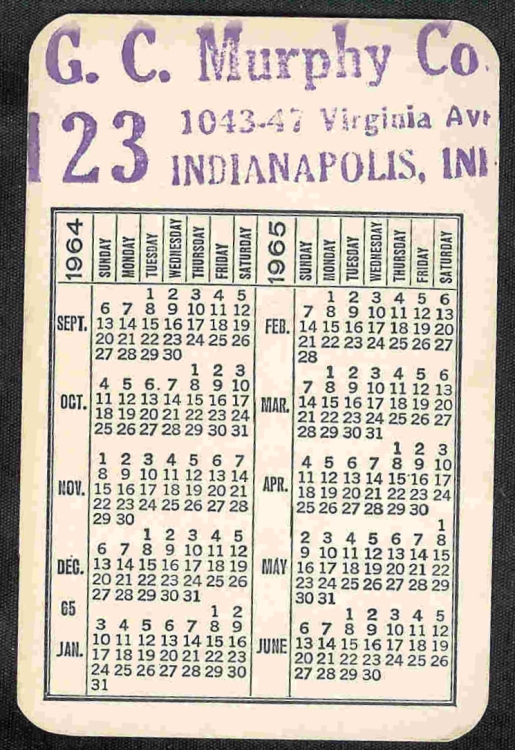 G. C. Murphy Co.
123 1043-47 Virginia Ave
INDIANAPOLIS, IND
1964 SUNDAY MONDAY TUESDAY WEDNESDAY THURSDAY FRIDAY SATURDAY
SEPT.
1 2 3 4 5
6 7 8 9 10 11 12
13 14 15 16 17 18 19
20 21 22 23 24 25 26
27 28 29 30
OCT.
1 2 3
4 5 6. 7 8 9 10
11 12 13 14 15 16 17
18 19 20 21 22 23 24
25 26 27 28 29 30 31
NOV.
1 2 3 4 5 6 7
8 9 10 11 12 13 14
15 16 17 18 19 20 21
22 23 24 25 26 27 28
29 30
DEC.
1 2 3 4 5
6 7 8 9 10 11 12
13 14 15 16 17 18 19
20 21 22 23 24 25 26
27 28 29 30 31
65
JAN.
1 2
3 4 5 6 7 8 9
10 11 12 13 14 15 16
17 18 19 20 21 22 23
24 25 26 27 28 29 30
31
1965 SUNDAY MONDAY TUESDAY WEDNESDAY THURSDAY FRIDAY SATURDAY
FEB.
1 2 3 4 5 6
7 8 9 10 11 12 13
14 15 16 17 18 19 20
21 22 23 24 25 26 27
28
MAR.
1 2 3 4 5 6
7 8 9 10 11 12 13
14 15 16 17 18 19 20
21 22 23 24 25 26 27
28 29 30 31
APR.
1 2 3
4 5 6 7 8 9 10
11 12 13 14 15 16 17
18 19 20 21 22 23 24
25 26 27 28 29 30
MAY
1
2 3 4 5 6 7 8
9 10 11 12 13 14 15
16 17 18 19 20 21 22
23 24 25 26 27 28 29
30 31
JUNE
1 2 3 4 5
6 7 8 9 10 11 12
13 14 15 16 17 18 19
20 21 22 23 24 25 26
27 28 29 30